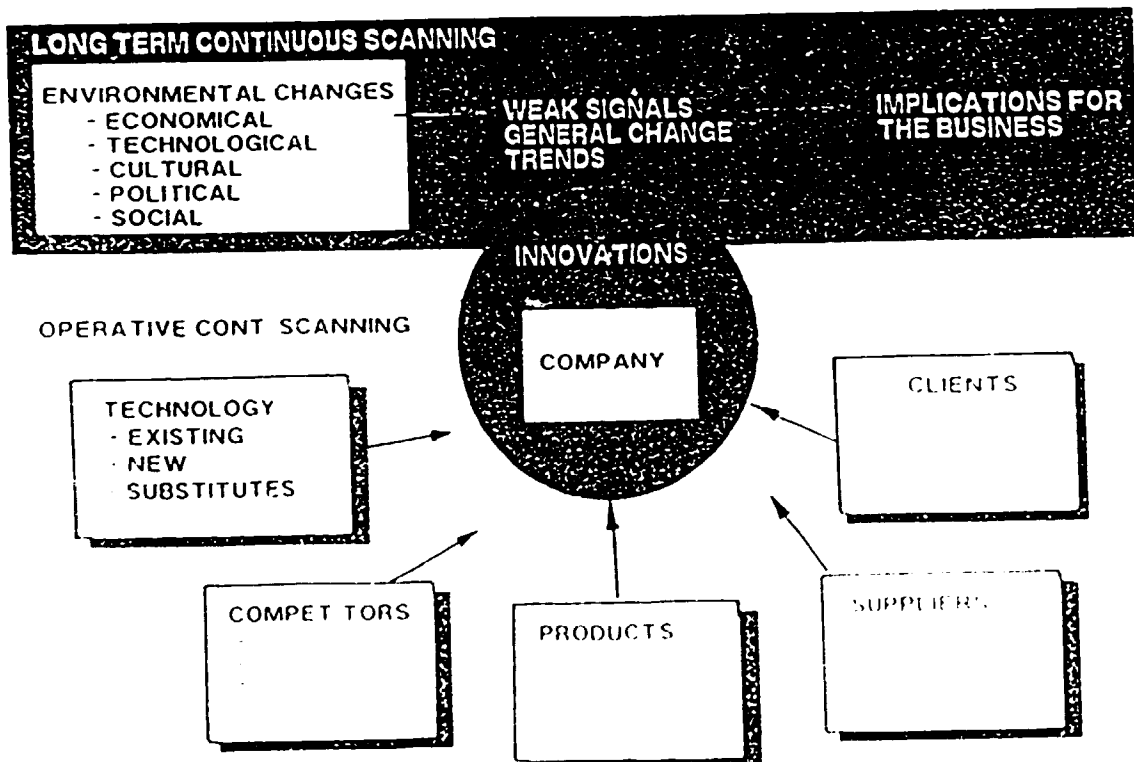 LONG TERM CONTINUOUS SCANNING
ENVIRONMENTAL CHANGES
- ECONOMICAL
- TECHNOLOGICAL
- CULTURAL
- POLITICAL
- SOCIAL
WEAK SIGNALS
GENERAL CHANGE
TRENDS
IMPLICATIONS FOR
THE BUSINESS
INNOVATIONS
COMPANY
OPERATIVE CONT SCANNING
TECHNOLOGY
- EXISTING
- NEW
SUBSTITUTES
CLIENTS
COMPET TORS
PRODUCTS
SUPPLIERS